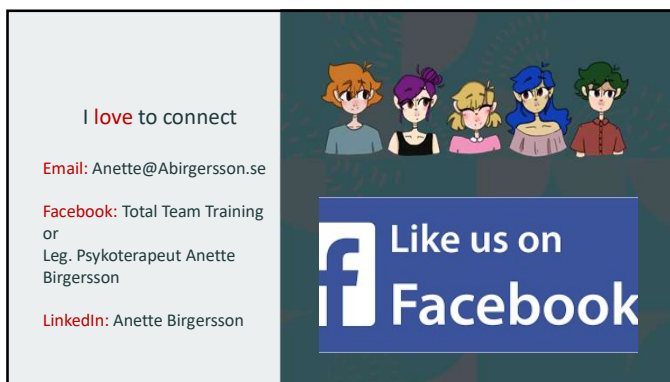 I love to connect
Email: Anette@Abirgersson.se
Facebook: Total Team Training
or
Leg. Psykoterapeut Anette
Birgersson
LinkedIn: Anette Birgersson
f
Like us on
Facebook